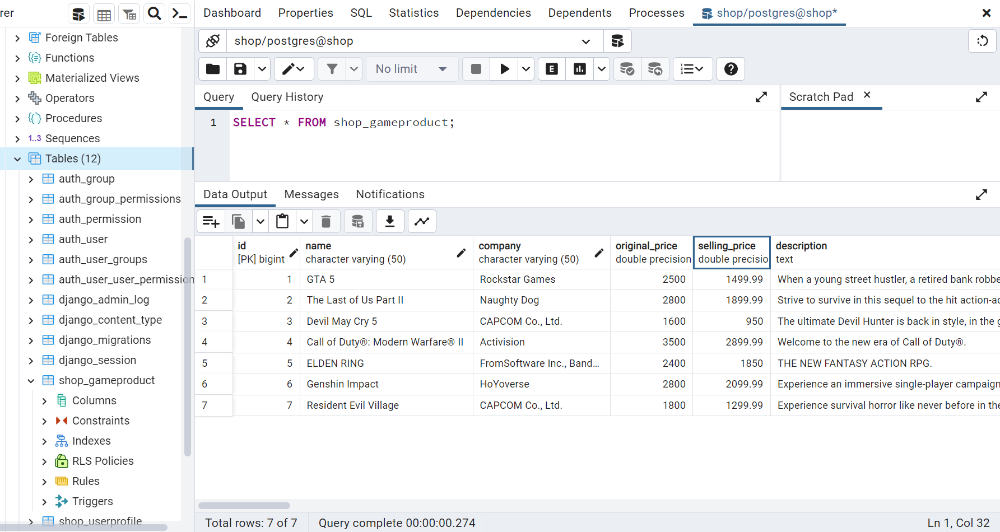 rer
Dashboard Properties SQL Statistics Dependencies Dependents Processes shop/postgres@shop*
Foreign Tables
Functions
Materialized Views
Operators
Procedures
1..3 Sequences
Tables (12)
auth_group
auth_group_permissions
auth_permission
auth_user
auth_user_groups
auth_user_user_permission
django_admin_log
django_content_type
django_migrations
django_session
shop_gameproduct
Columns
Constraints
Indexes
RLS Policies
Rules
Triggers
shop_userprofile
shop/postgres@shop
No limit E
Query Query History Scratch Pad
1 SELECT * FROM shop_gameproduct;
Data Output Messages Notifications
id name company original_price selling_price description
[PK] bigint character varying (50) character varying (50) double precision double precisio text
1 1 GTA 5 Rockstar Games 2500 1499.99 When a young street hustler, a retired bank robbe
2 2 The Last of Us Part II Naughty Dog 2800 1899.99 Strive to survive in this sequel to the hit action-ad
3 3 Devil May Cry 5 CAPCOM Co., Ltd. 1600 950 The ultimate Devil Hunter is back in style, in the g
4 4 Call of Duty®: Modern Warfare® II Activision 3500 2899.99 Welcome to the new era of Call of Duty®.
5 5 ELDEN RING FromSoftware Inc., Band... 2400 1850 THE NEW FANTASY ACTION RPG.
6 6 Genshin Impact HoYoverse 2800 2099.99 Experience an immersive single-player campaign
7 7 Resident Evil Village CAPCOM Co., Ltd. 1800 1299.99 Experience survival horror like never before in the
Total rows: 7 of 7 Query complete 00:00:00.274 Ln 1, Col 32